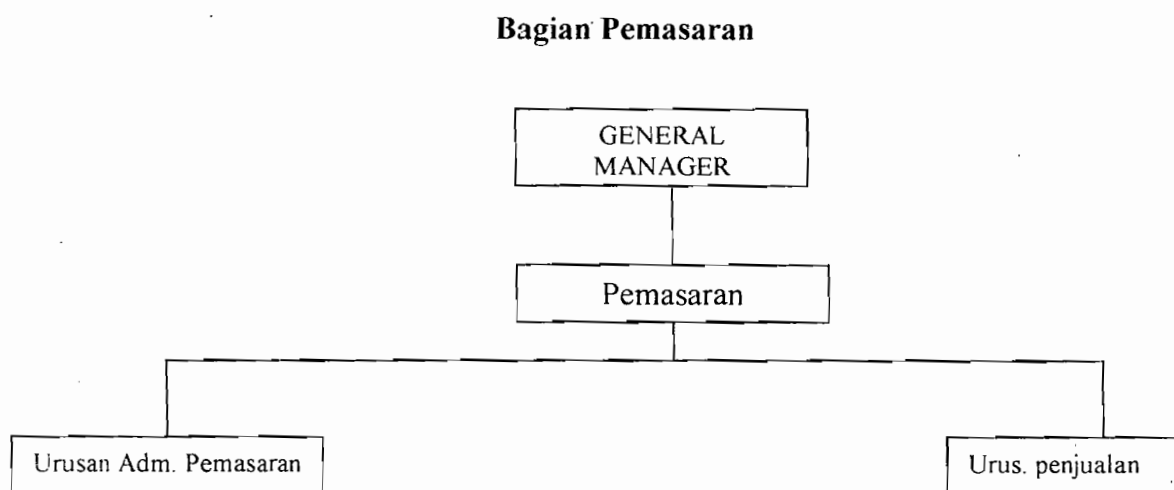 Bagian Pemasaran
GENERAL
MANAGER
Pemasaran
Urusan Adm. Pemasaran
Urus. penjualan